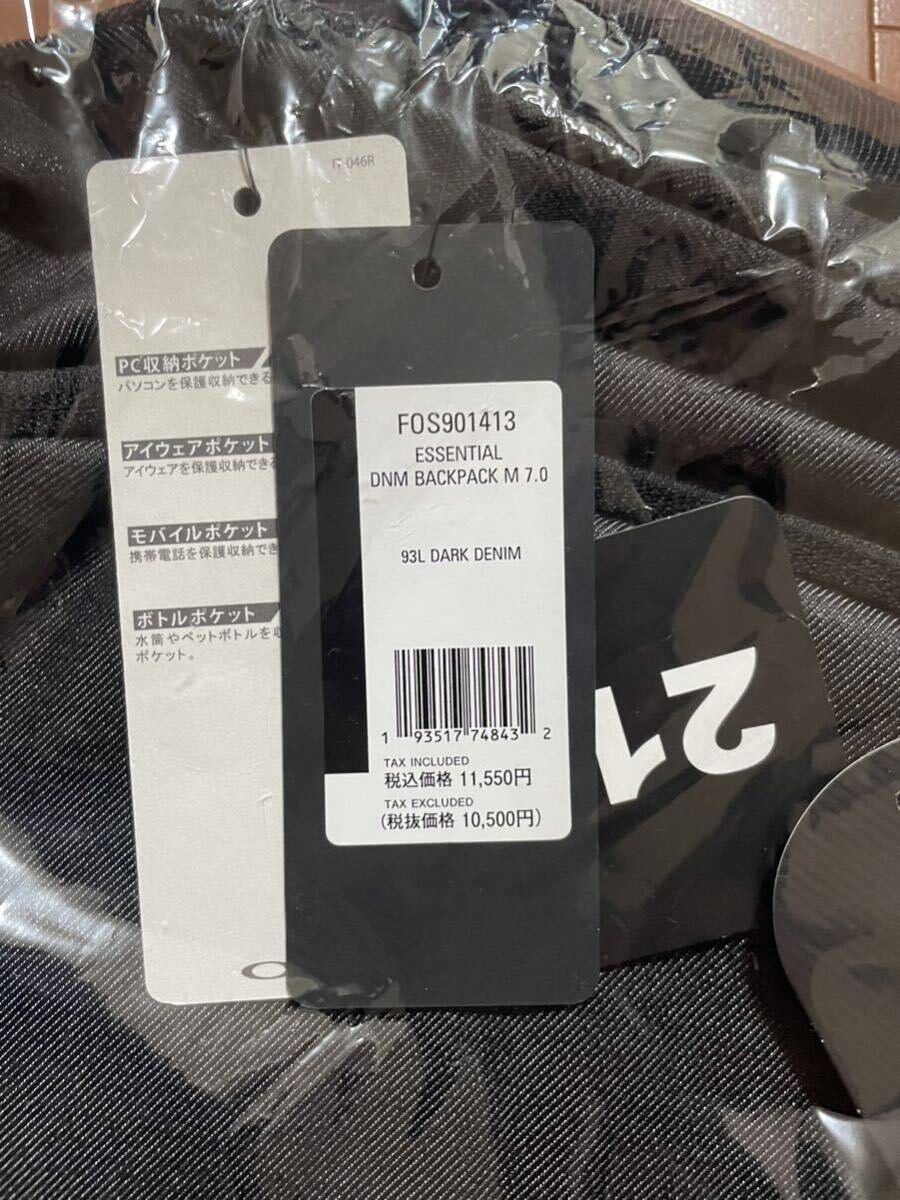 IT-046R
PC収納ポケット
パソコンを保護収納できる
アイウェアポケット
アイウェアを保護収納でき
モバイルポケット
携帯電話を保護収納でき
ボトルポケット
水筒やペットボトルを
ポケット。
FOS901413
ESSENTIAL
DNM BACKPACK M 7.0
93L DARK DENIM
1 93517 74843 2
TAX INCLUDED
税込価格 11,550円
TAX EXCLUDED
(税抜価格 10,500円)
21